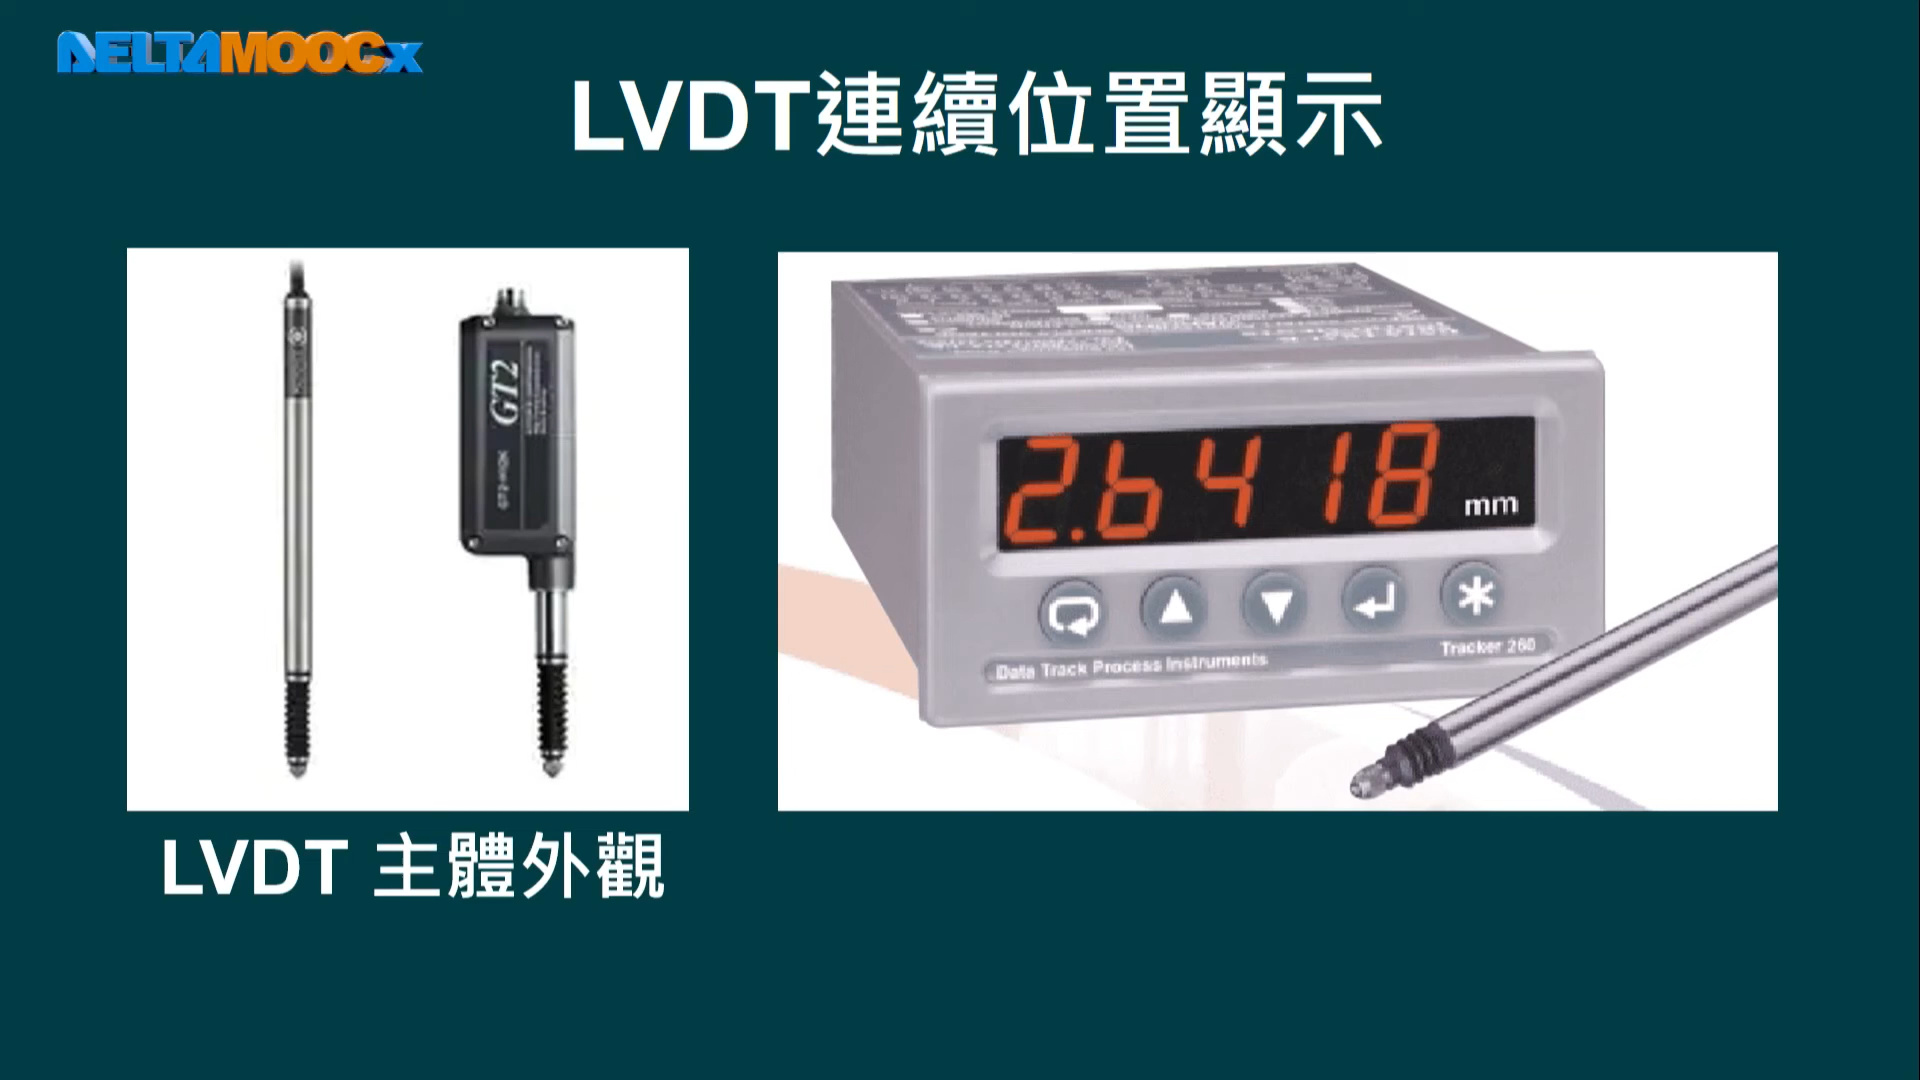 DELTAMOOCx
LVDT連續位置顯示
GT2
2.6418
mm
Tracker 260
Data Track Process Instruments
LVDT 主體外觀